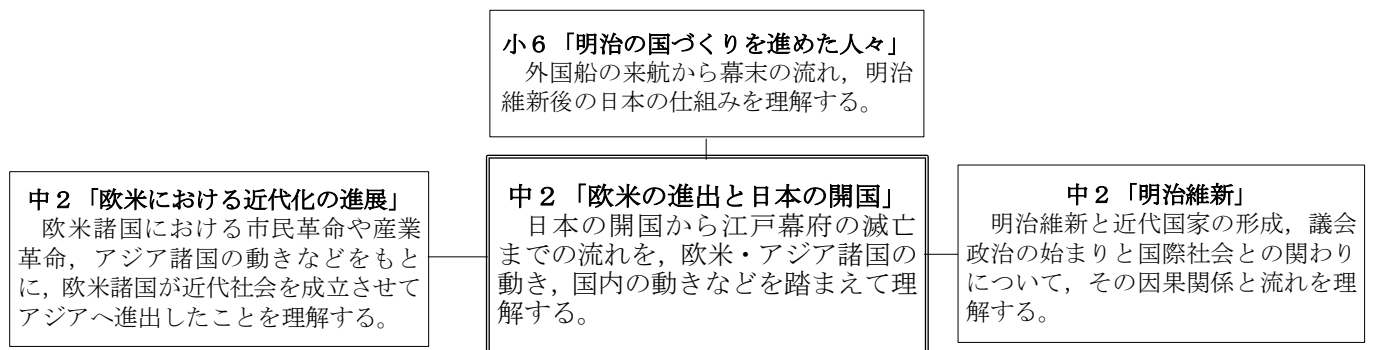 小６「明治の国づくりを進めた人々」
外国船の来航から幕末の流れ，明治
維新後の日本の仕組みを理解する。
中２「欧米における近代化の進展」
欧米諸国における市民革命や産業
革命，アジア諸国の動きなどをもと
に，欧米諸国が近代社会を成立させて
アジアへ進出したことを理解する。
中２「欧米の進出と日本の開国」
日本の開国から江戸幕府の滅亡
までの流れを，欧米・アジア諸国の
動き，国内の動きなどを踏まえて理
解する。
中２「明治維新」
明治維新と近代国家の形成，議会
政治の始まりと国際社会との関わり
について，その因果関係と流れを理
解する。